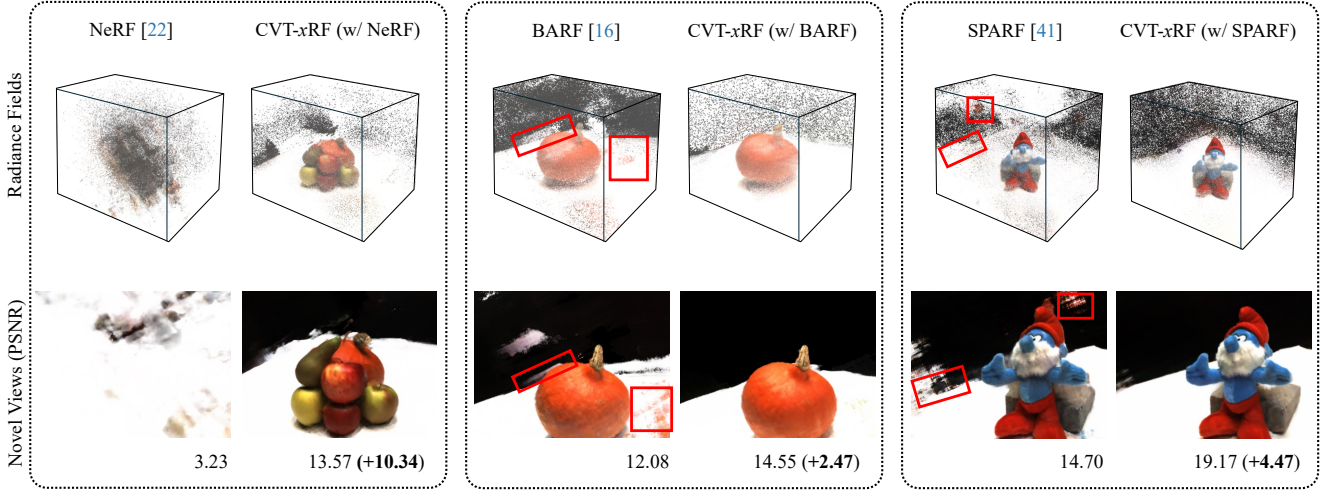 NeRF [22] CVT-xRF (w/ NeRF) BARF [16] CVT-xRF (w/ BARF) SPARF [41] CVT-xRF (w/ SPARF)
Radiance Fields
Novel Views (PSNR)
3.23 13.57 (+10.34) 12.08 14.55 (+2.47) 14.70 19.17 (+4.47)